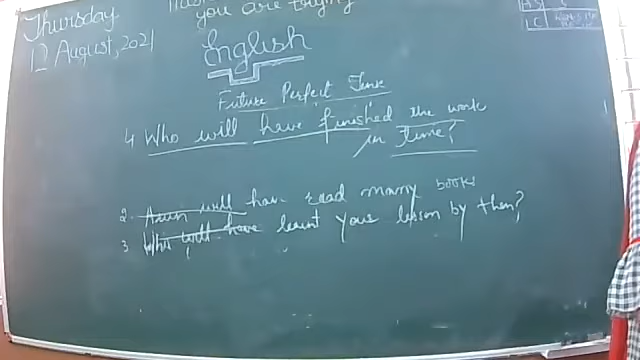 Thursday
12 August, 2021
you are trying
English
Future Perfect Tense
4 Who will have finished the work
in time?
2. Arun will have read many books
3 Who will have learnt your lesson by then?